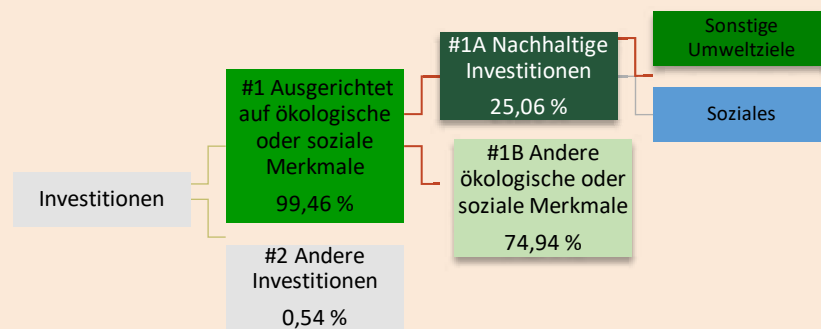 Investitionen
#1 Ausgerichtet
auf ökologische
oder soziale
Merkmale
99,46 %
#2 Andere
Investitionen
0,54 %
#1A Nachhaltige
Investitionen
25,06 %
#1B Andere
ökologische oder
soziale Merkmale
74,94 %
Sonstige
Umweltziele
Soziales